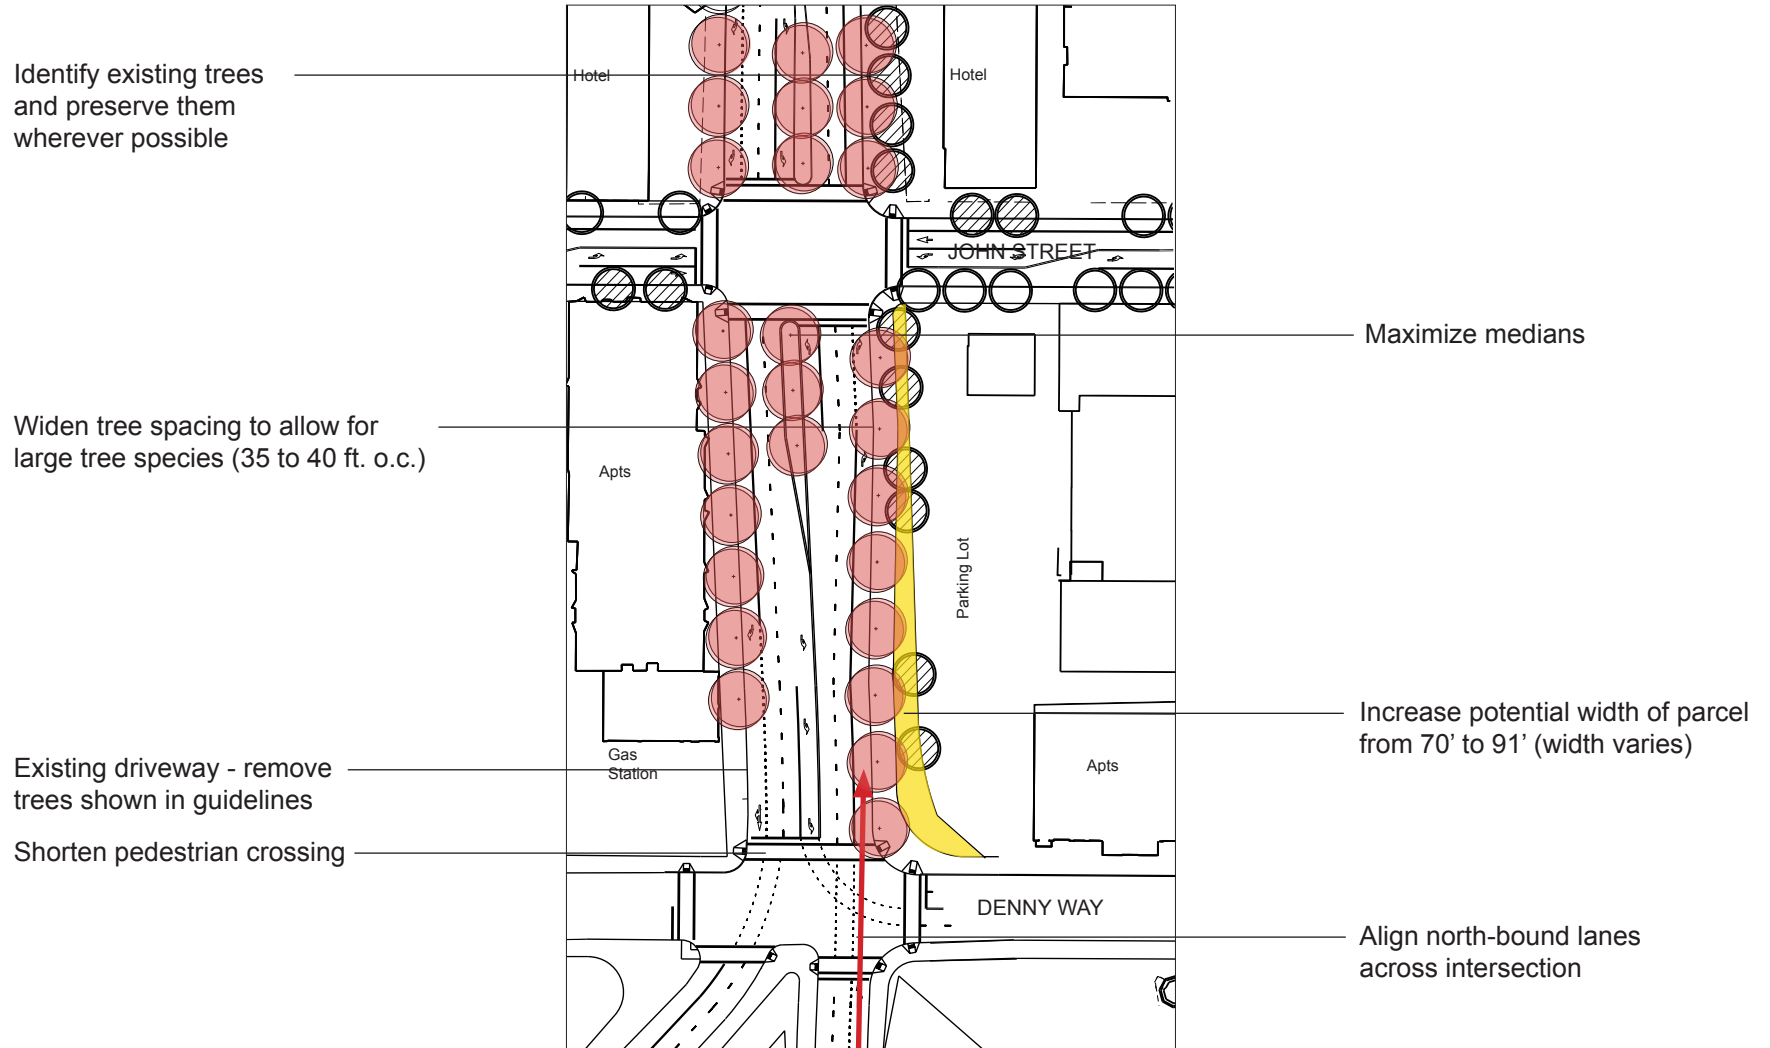 Identify existing trees
and preserve them
wherever possible
Hotel
Hotel
JOHN STREET
Maximize medians
Widen tree spacing to allow for
large tree species (35 to 40 ft. o.c.)
Apts
Parking Lot
Increase potential width of parcel
from 70’ to 91’ (width varies)
Gas
Station
Apts
Existing driveway - remove
trees shown in guidelines
Shorten pedestrian crossing
DENNY WAY
Align north-bound lanes
across intersection